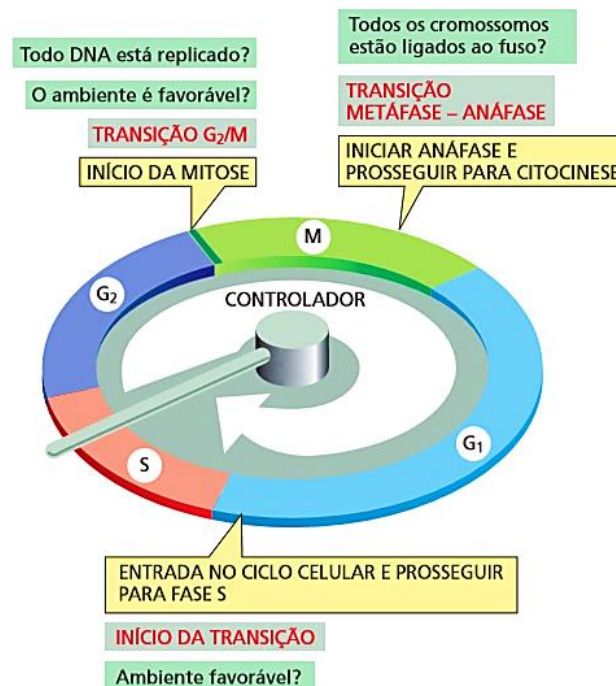 Todo DNA está replicado?
O ambiente é favorável?
TRANSIÇÃO G₂/M
INÍCIO DA MITOSE
Todos os cromossomos
estão ligados ao fuso?
TRANSIÇÃO
METÁFASE – ANÁFASE
INICIAR ANÁFASE E
PROSSEGUIR PARA CITOCINESE
M
G₂
CONTROLADOR
G₁
S
ENTRADA NO CICLO CELULAR E PROSSEGUIR
PARA FASE S
INÍCIO DA TRANSIÇÃO
Ambiente favorável?